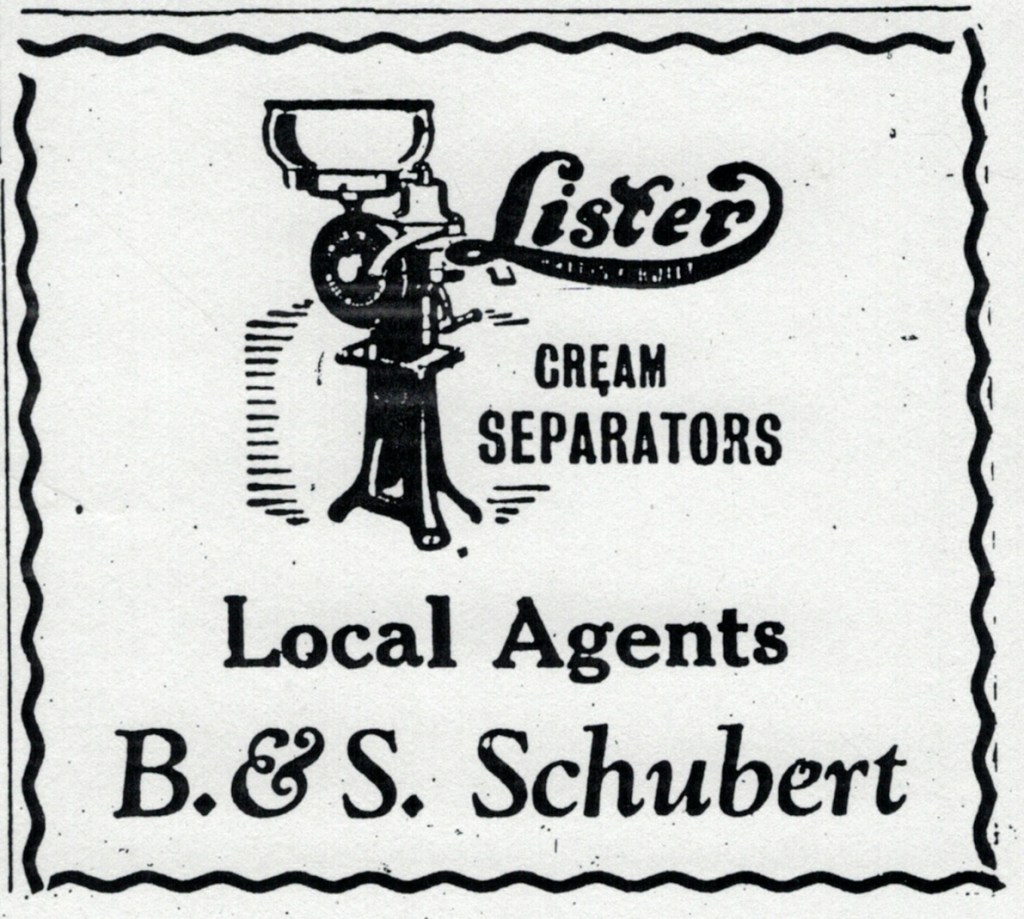 Lister
CREAM
SEPARATORS
Local Agents
B. & S. Schubert